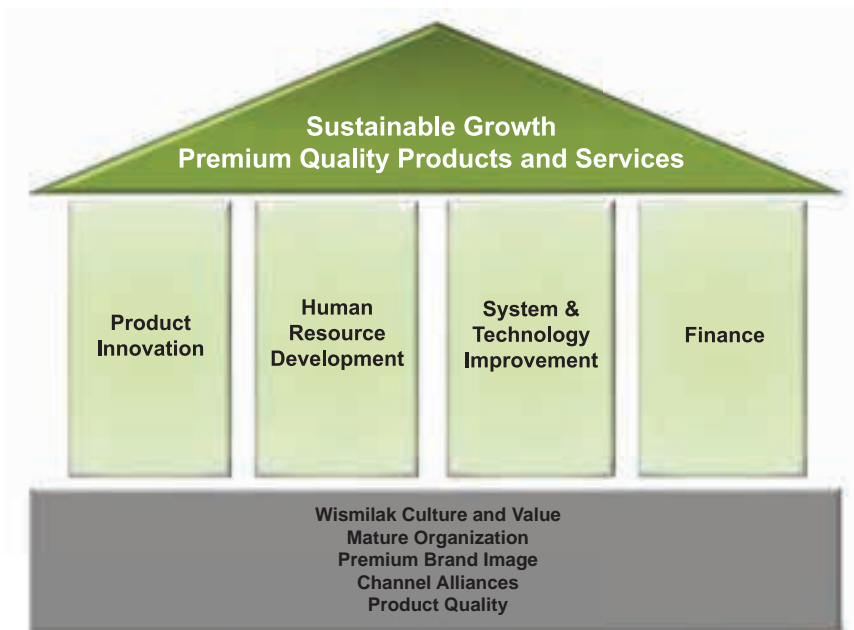 Sustainable Growth
Premium Quality Products and Services
Product
Innovation
Human
Resource
Development
System &
Technology
Improvement
Finance
Wismilak Culture and Value
Mature Organization
Premium Brand Image
Channel Alliances
Product Quality